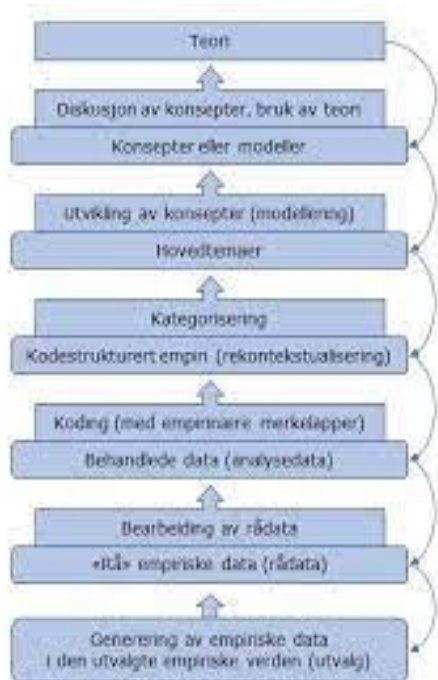 Teori
Diskusjon av konsepter, bruk av teori
Konsepter eller modeller
Utvikling av konsepter (modellering)
Hovedtemaer
Kategorisering
Kodestrukturert empiri (rekontekstualisering)
Koding (med empirinære merkelapper)
Behandlede data (analysedata)
Bearbeiding av rådata
«Rå» empiriske data (rådata)
Generering av empiriske data
I den utvalgte empiriske verden (utvalg)